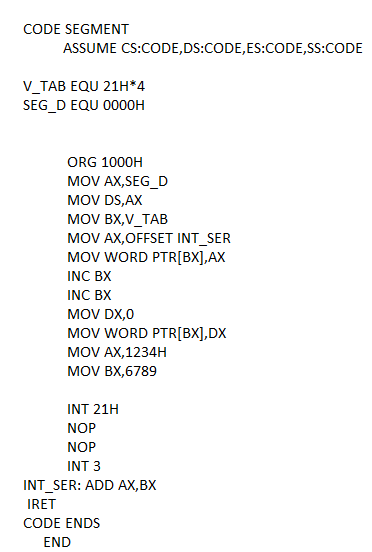 CODE SEGMENT
ASSUME CS:CODE,DS:CODE,ES:CODE,SS:CODE
V_TAB EQU 21H*4
SEG_D EQU 0000H
ORG 1000H
MOV AX,SEG_D
MOV DS,AX
MOV BX,V_TAB
MOV AX,OFFSET INT_SER
MOV WORD PTR[BX],AX
INC BX
INC BX
MOV DX,0
MOV WORD PTR[BX],DX
MOV AX,1234H
MOV BX,6789
INT 21H
NOP
NOP
INT 3
INT_SER: ADD AX,BX
IRET
CODE ENDS
END